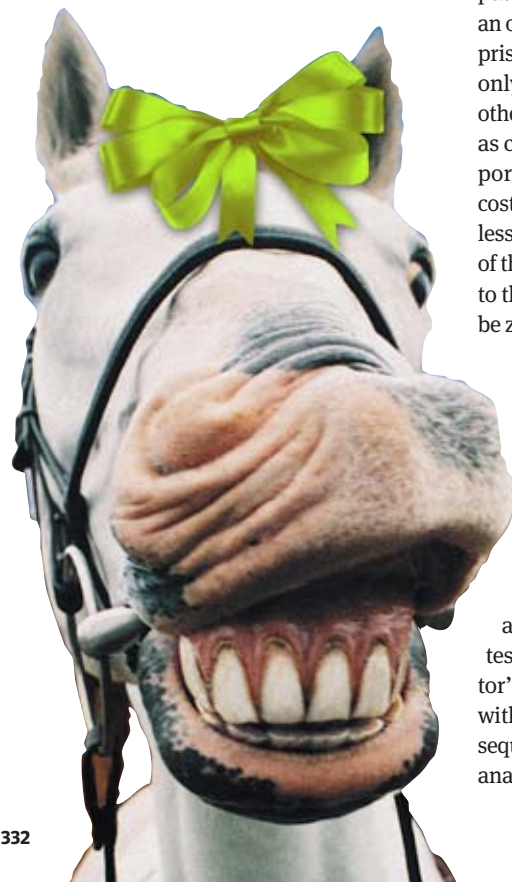 an o
pris
only
othe
as c
por
cost
less
of th
to th
be z
a
tes
tor’
with
sequ
ana
332